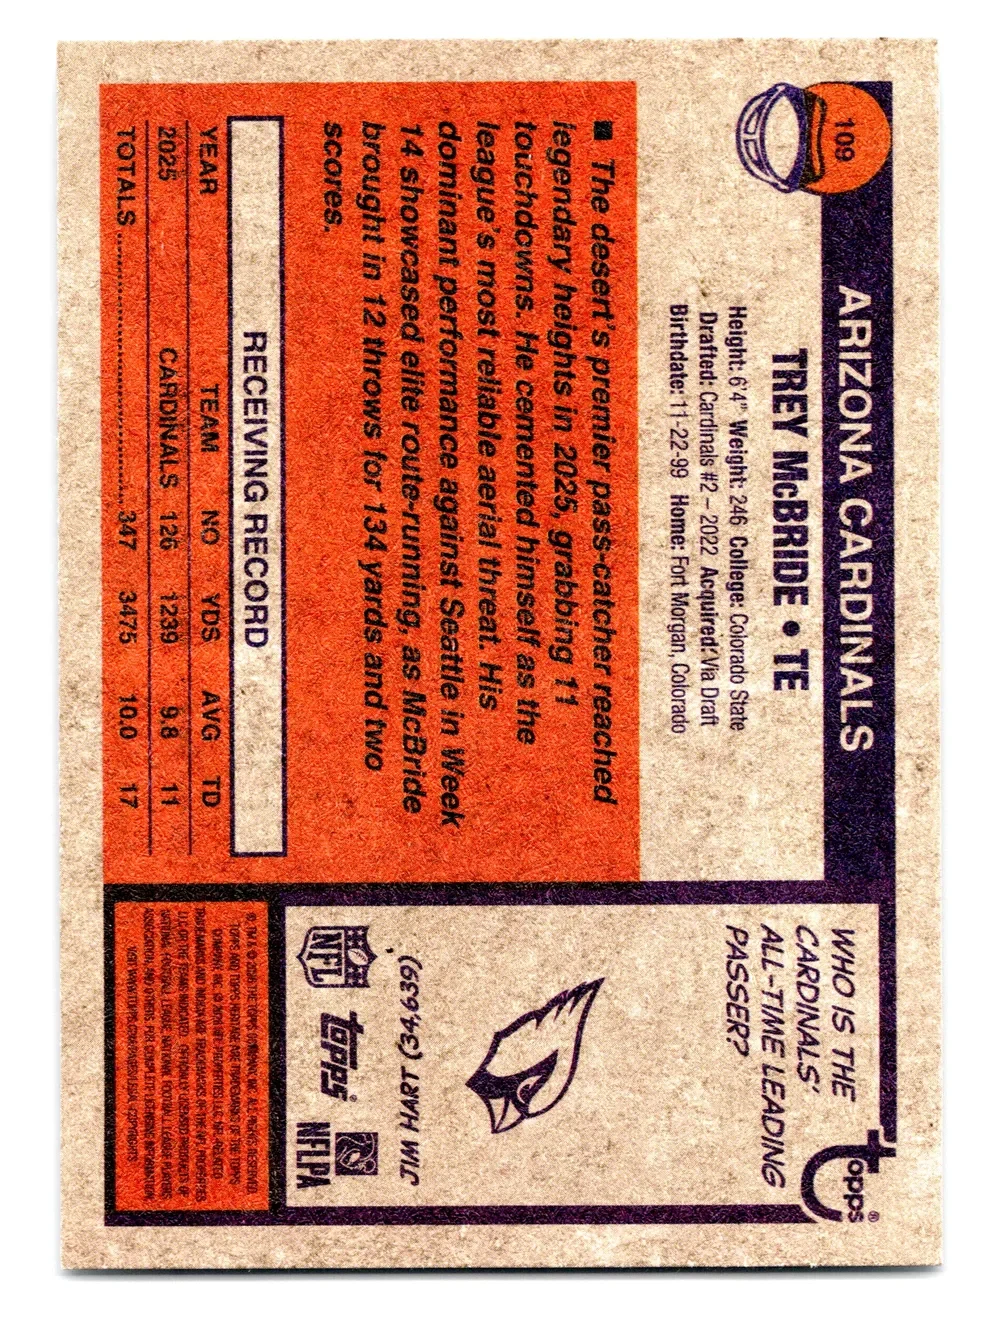 109
ARIZONA CARDINALS
TREY McBRIDE • TE
Height: 6'4" Weight: 246 College: Colorado State
Drafted: Cardinals #2 – 2022 Acquired: Via Draft
Birthdate: 11-22-99 Home: Fort Morgan, Colorado
■ The desert's premier pass-catcher reached
legendary heights in 2025, grabbing 11
touchdowns. He cemented himself as the
league's most reliable aerial threat. His
dominant performance against Seattle in Week
14 showcased elite route-running, as McBride
brought in 12 throws for 134 yards and two
scores.
RECEIVING RECORD
YEAR TEAM NO YDS AVG TD
2025 CARDINALS 126 1239 9.8 11
TOTALS 347 3475 10.0 17
topps®
WHO IS THE
CARDINALS'
ALL-TIME LEADING
PASSER?
JIM HART (34,639)
NFL topps® NFLPA